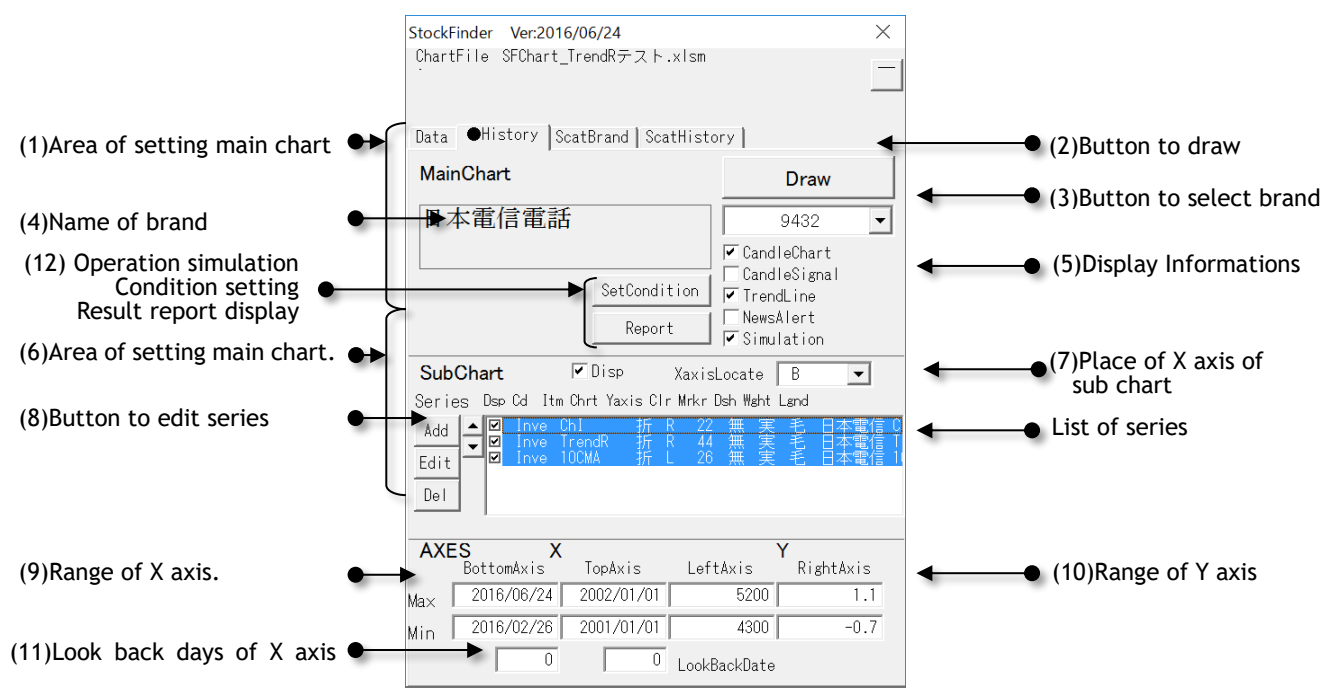 StockFinder Ver:2016/06/24
ChartFile SFChart_TrendRテスト.xlsm
(1)Area of setting main chart
Data ●History ScatBrand ScatHistory
(2)Button to draw
MainChart
Draw
(3)Button to select brand
(4)Name of brand
日本電信電話
9432
CandleChart
(12) Operation simulation
Condition setting
Result report display
CandleSignal
(5)Display Informations
SetCondition
TrendLine
NewsAlert
Report
Simulation
(6)Area of setting main chart.
SubChart Disp XaxisLocate B
(7)Place of X axis of
sub chart
Series Dsp Cd Itm Chrt Yaxis Clr Mrkr Dsh Wght Lgnd
(8)Button to edit series
Add
Inve Chl 折 R 22 無 実 毛 日本電信 C
Inve TrendR 折 R 44 無 実 毛 日本電信 T
Inve 10CMA 折 L 26 無 実 毛 日本電信 10
List of series
Edit
Del
AXES X Y
(9)Range of X axis.
BottomAxis TopAxis LeftAxis RightAxis
(10)Range of Y axis
Max 2016/06/24 2002/01/01 5200 1.1
Min 2016/02/26 2001/01/01 4300 -0.7
(11)Look back days of X axis
0 0 LookBackDate